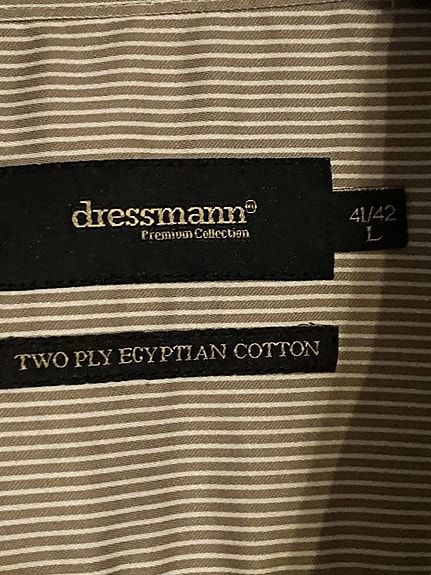 dressmann
Premium Collection
41/42
L
TWO PLY EGYPTIAN COTTON